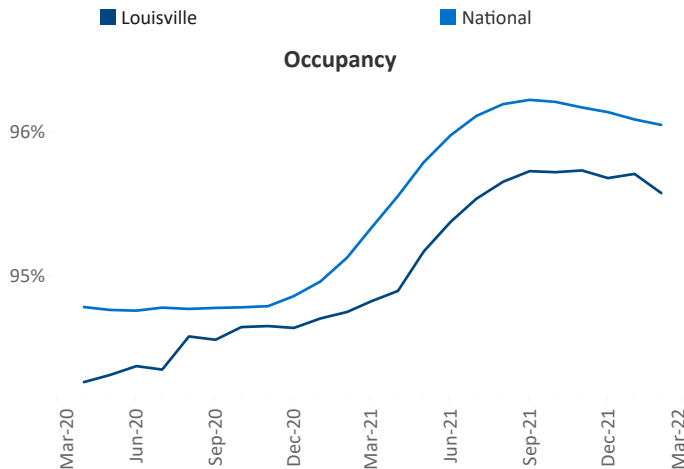 Louisville National
Occupancy
96%
95%
Mar-20 Jun-20 Sep-20 Dec-20 Mar-21 Jun-21 Sep-21 Dec-21 Mar-22